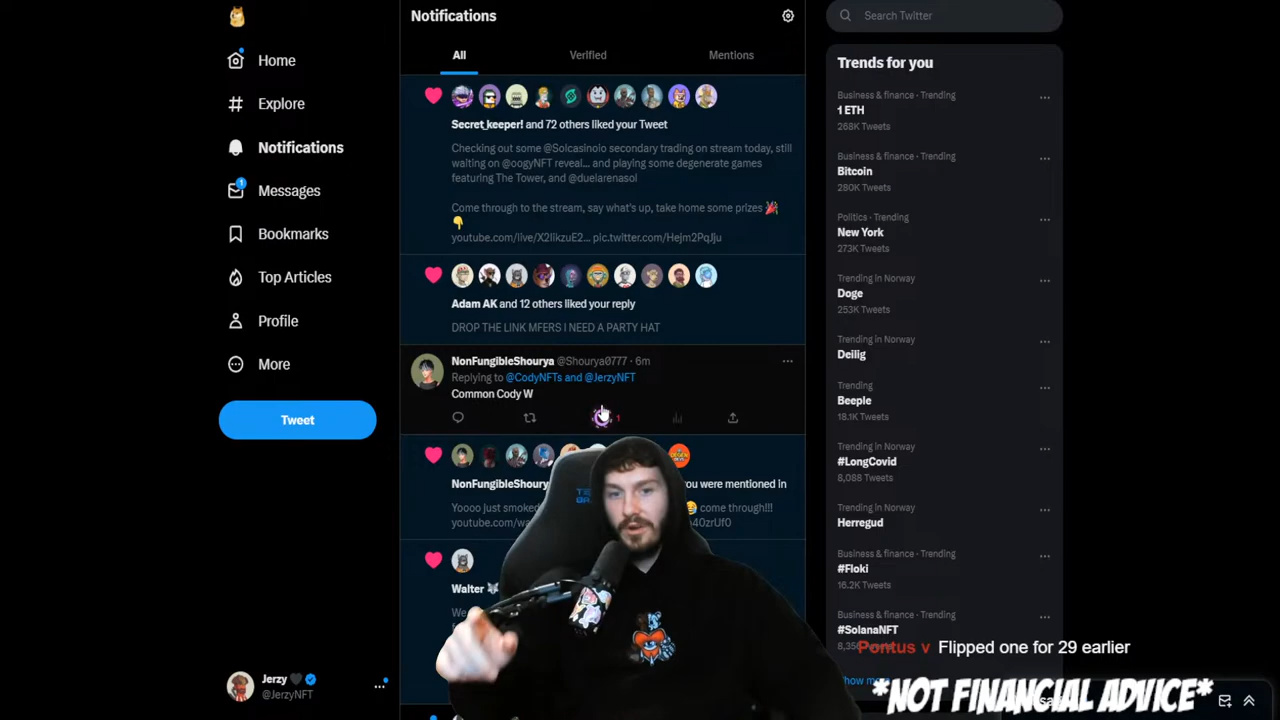 Home
Explore
Notifications
Messages
1
Bookmarks
Top Articles
Profile
More
Tweet
Jerzy
@JerzyNFT
Notifications
All
Verified
Mentions
Secret_keeper! and 72 others liked your Tweet
Checking out some @Solcasinoio secondary trading on stream today, still
waiting on @oogyNFT reveal... and playing some degenerate games
featuring The Tower, and @duelarenasol
Come through to the stream, say what's up, take home some prizes 🎉
👇
youtube.com/live/X2IikzuE2... pic.twitter.com/Hejm2PqJju
Adam AK and 12 others liked your reply
DROP THE LINK MFERS I NEED A PARTY HAT
NonFungibleShourya @Shourya0777 · 6m
Replying to @CodyNFTs and @JerzyNFT
Common Cody W
1
NonFungibleShourya you were mentioned in
Yoooo just smoked 😂 come through!!!
Walter
We
Search Twitter
Trends for you
Business & finance · Trending
1 ETH
268K Tweets
Business & finance · Trending
Bitcoin
280K Tweets
Politics · Trending
New York
273K Tweets
Trending in Norway
Doge
253K Tweets
Trending in Norway
Deilig
Trending
Beeple
18.1K Tweets
Trending in Norway
#LongCovid
8,088 Tweets
Trending in Norway
Herregud
Business & finance · Trending
#Floki
16.2K Tweets
Business & finance · Trending
#SolanaNFT
Pontus v Flipped one for 29 earlier
*NOT FINANCIAL ADVICE*